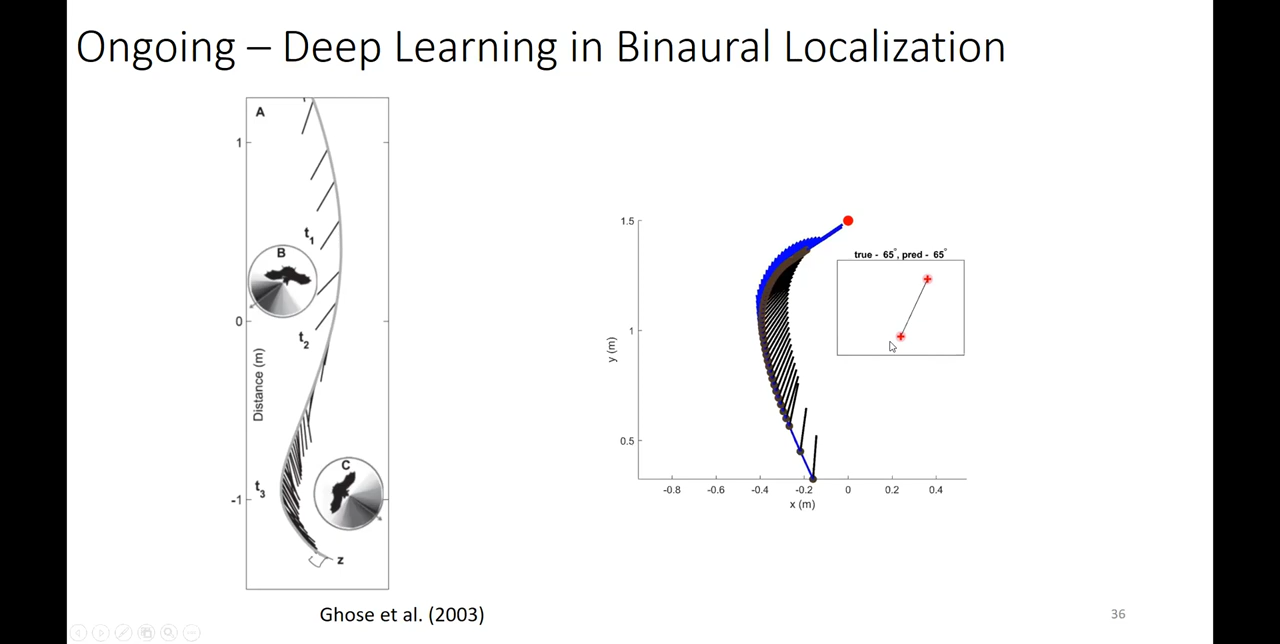 Ongoing – Deep Learning in Binaural Localization
A
1
t1
B
0
t2
Distance (m)
C
t3
-1
z
Ghose et al. (2003)
1.5
true - 65°, pred - 65°
1
y (m)
0.5
-0.8 -0.6 -0.4 -0.2 0 0.2 0.4
x (m)
36